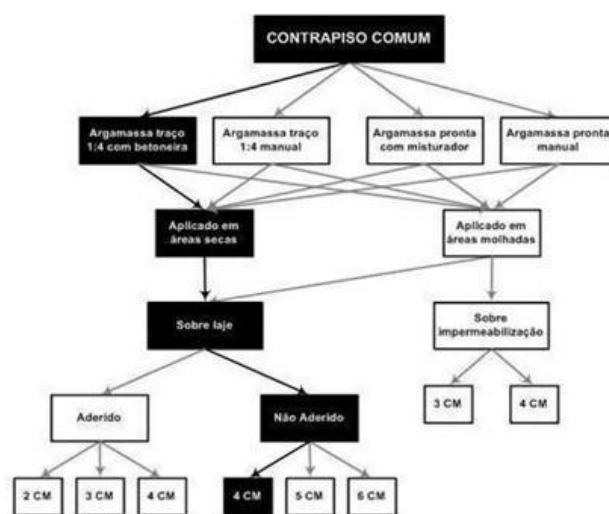 CONTRAPISO COMUM
Argamassa traço
1:4 com betoneira
Argamassa traço
1:4 manual
Argamassa pronta
com misturador
Argamassa pronta
manual
Aplicado em
áreas secas
Aplicado em
áreas molhadas
Sobre laje
Sobre
impermeabilização
3 CM
4 CM
Aderido
Não Aderido
2 CM
3 CM
4 CM
4 CM
5 CM
6 CM